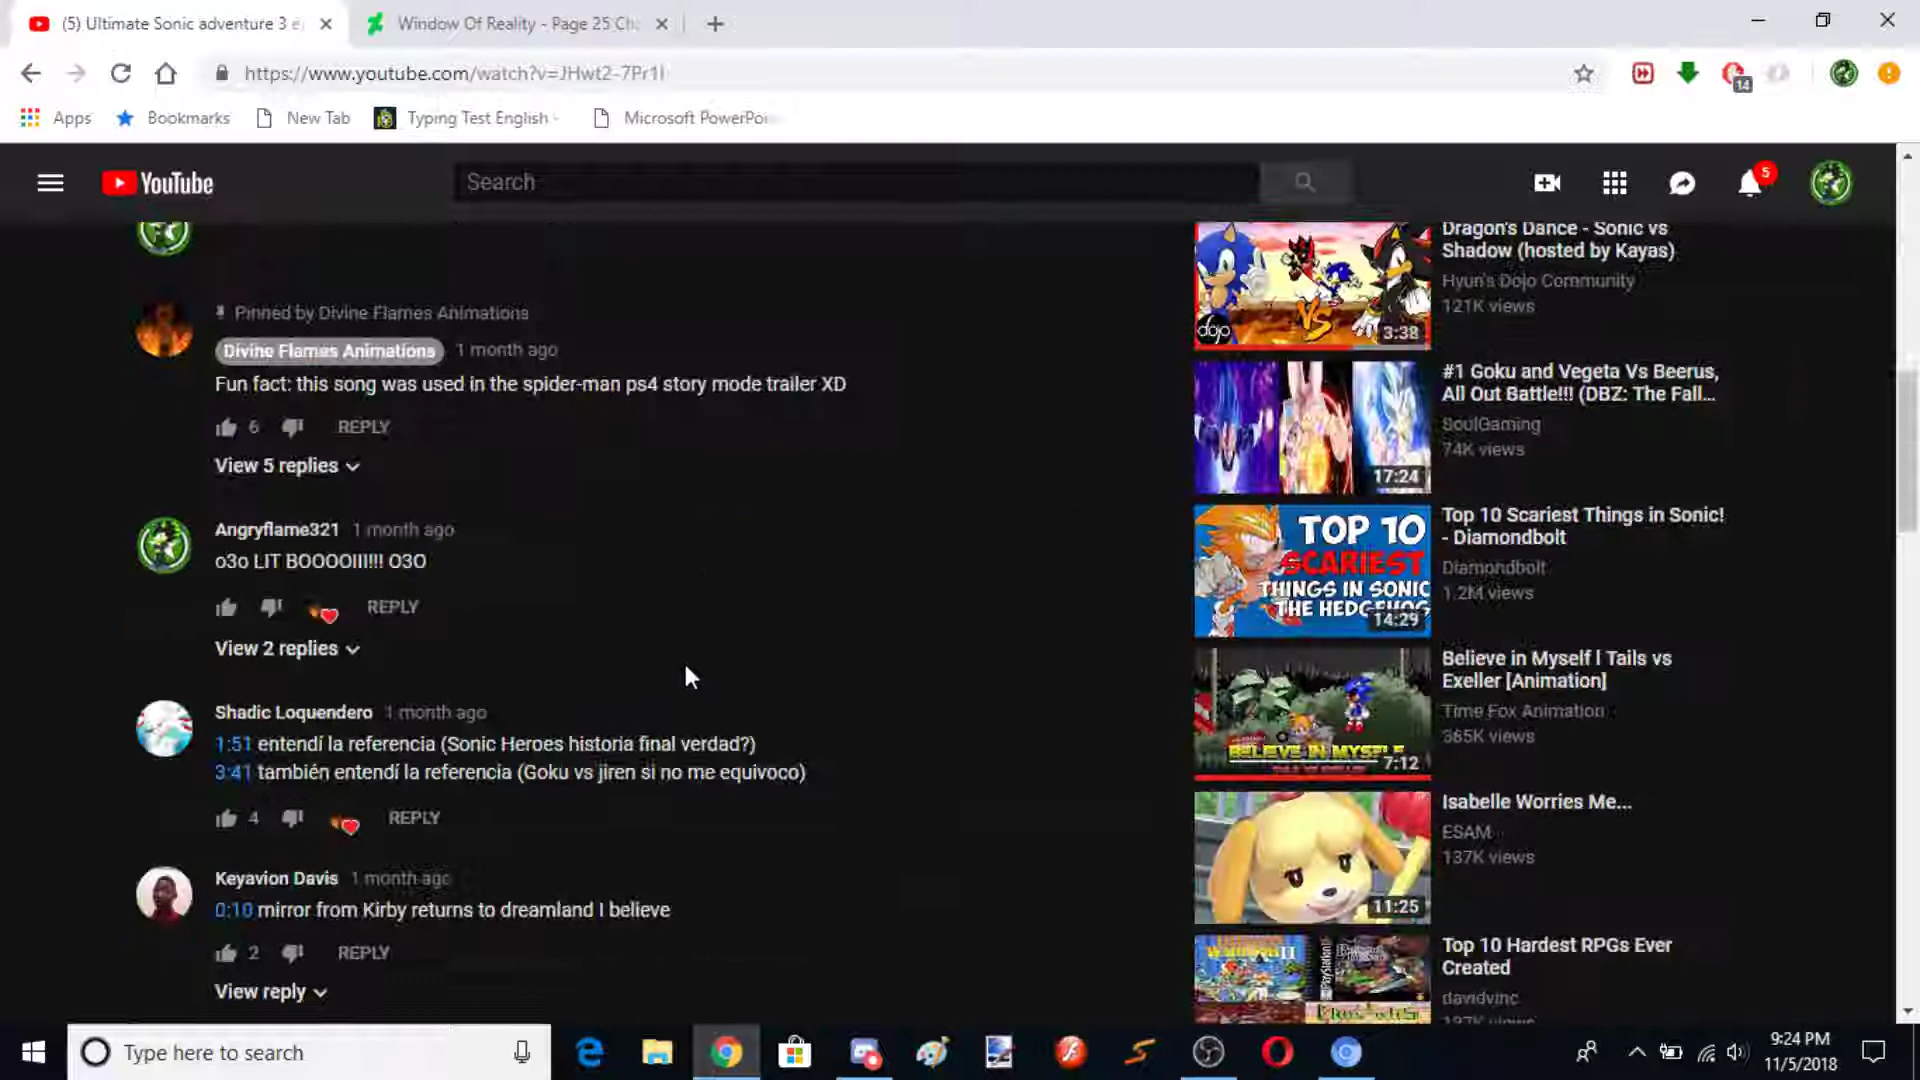 (5) Ultimate Sonic adventure 3 e
Window Of Reality - Page 25 Ch
https://www.youtube.com/watch?v=JHwt2-7Pr1I
14
Apps
Bookmarks
New Tab
Typing Test English -
Microsoft PowerPoi
YouTube
Search
5
Pinned by Divine Flames Animations
Divine Flames Animations 1 month ago
Fun fact: this song was used in the spider-man ps4 story mode trailer XD
6 REPLY
View 5 replies
Angryflame321 1 month ago
o3o LIT BOOOOIII!!! O3O
REPLY
View 2 replies
Shadic Loquendero 1 month ago
1:51 entendí la referencia (Sonic Heroes historia final verdad?)
3:41 también entendí la referencia (Goku vs jiren si no me equivoco)
4 REPLY
Keyavion Davis 1 month ago
0:10 mirror from Kirby returns to dreamland I believe
2 REPLY
View reply
dojo
VS
3:38
Dragon's Dance - Sonic vs
Shadow (hosted by Kayas)
Hyun's Dojo Community
121K views
17:24
#1 Goku and Vegeta Vs Beerus,
All Out Battle!!! (DBZ: The Fall...
SoulGaming
74K views
TOP 10
SCARIEST
THINGS IN SONIC
THE HEDGEHOG
14:29
Top 10 Scariest Things in Sonic!
- Diamondbolt
Diamondbolt
1.2M views
BELIEVE IN MYSELF
7:12
Believe in Myself l Tails vs
Exeller [Animation]
Time Fox Animation
365K views
11:25
Isabelle Worries Me...
ESAM
137K views
PlayStation
Top 10 Hardest RPGs Ever
Created
davidvinc
Type here to search
9:24 PM
11/5/2018